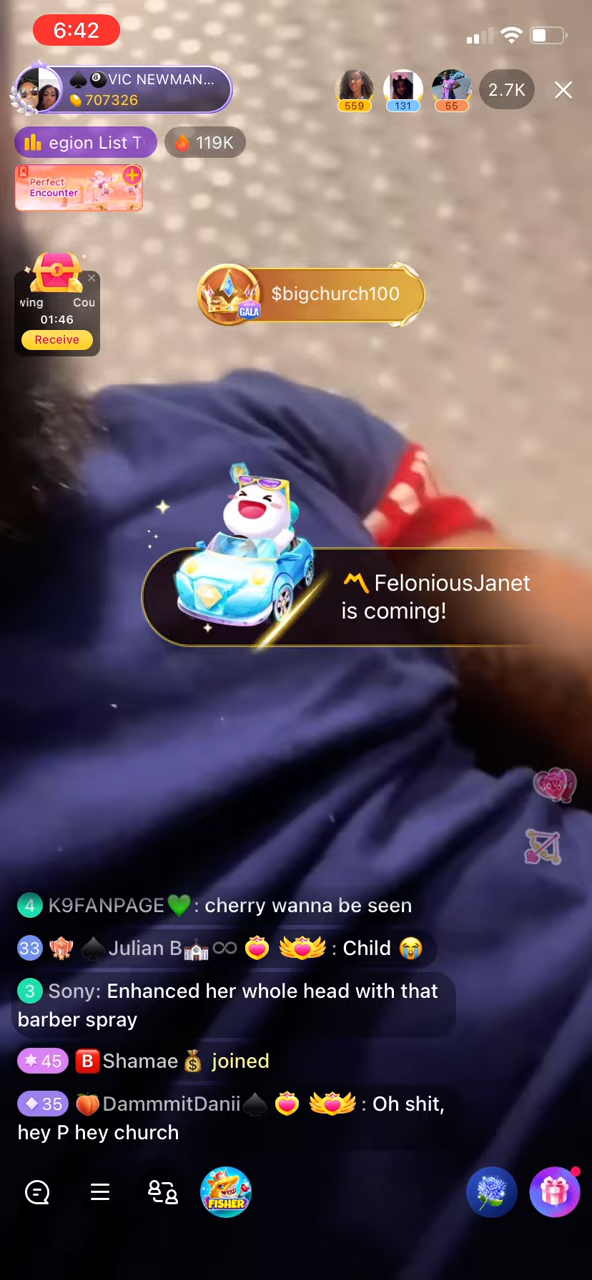 6:42
♠️🎱VIC NEWMAN...
707326
559
131
55
2.7K
egion List T
119K
Perfect
Encounter
wing Cou
01:46
Receive
GALA
$bigchurch100
〽️FeloniousJanet
is coming!
4 K9FANPAGE💚: cherry wanna be seen
33 ♠️Julian B🏰♾ : Child 😭
3 Sony: Enhanced her whole head with that
barber spray
45 🅱️Shamae💰 joined
35 🍑DammmitDanii♠️ : Oh shit,
hey P hey church
FISHER